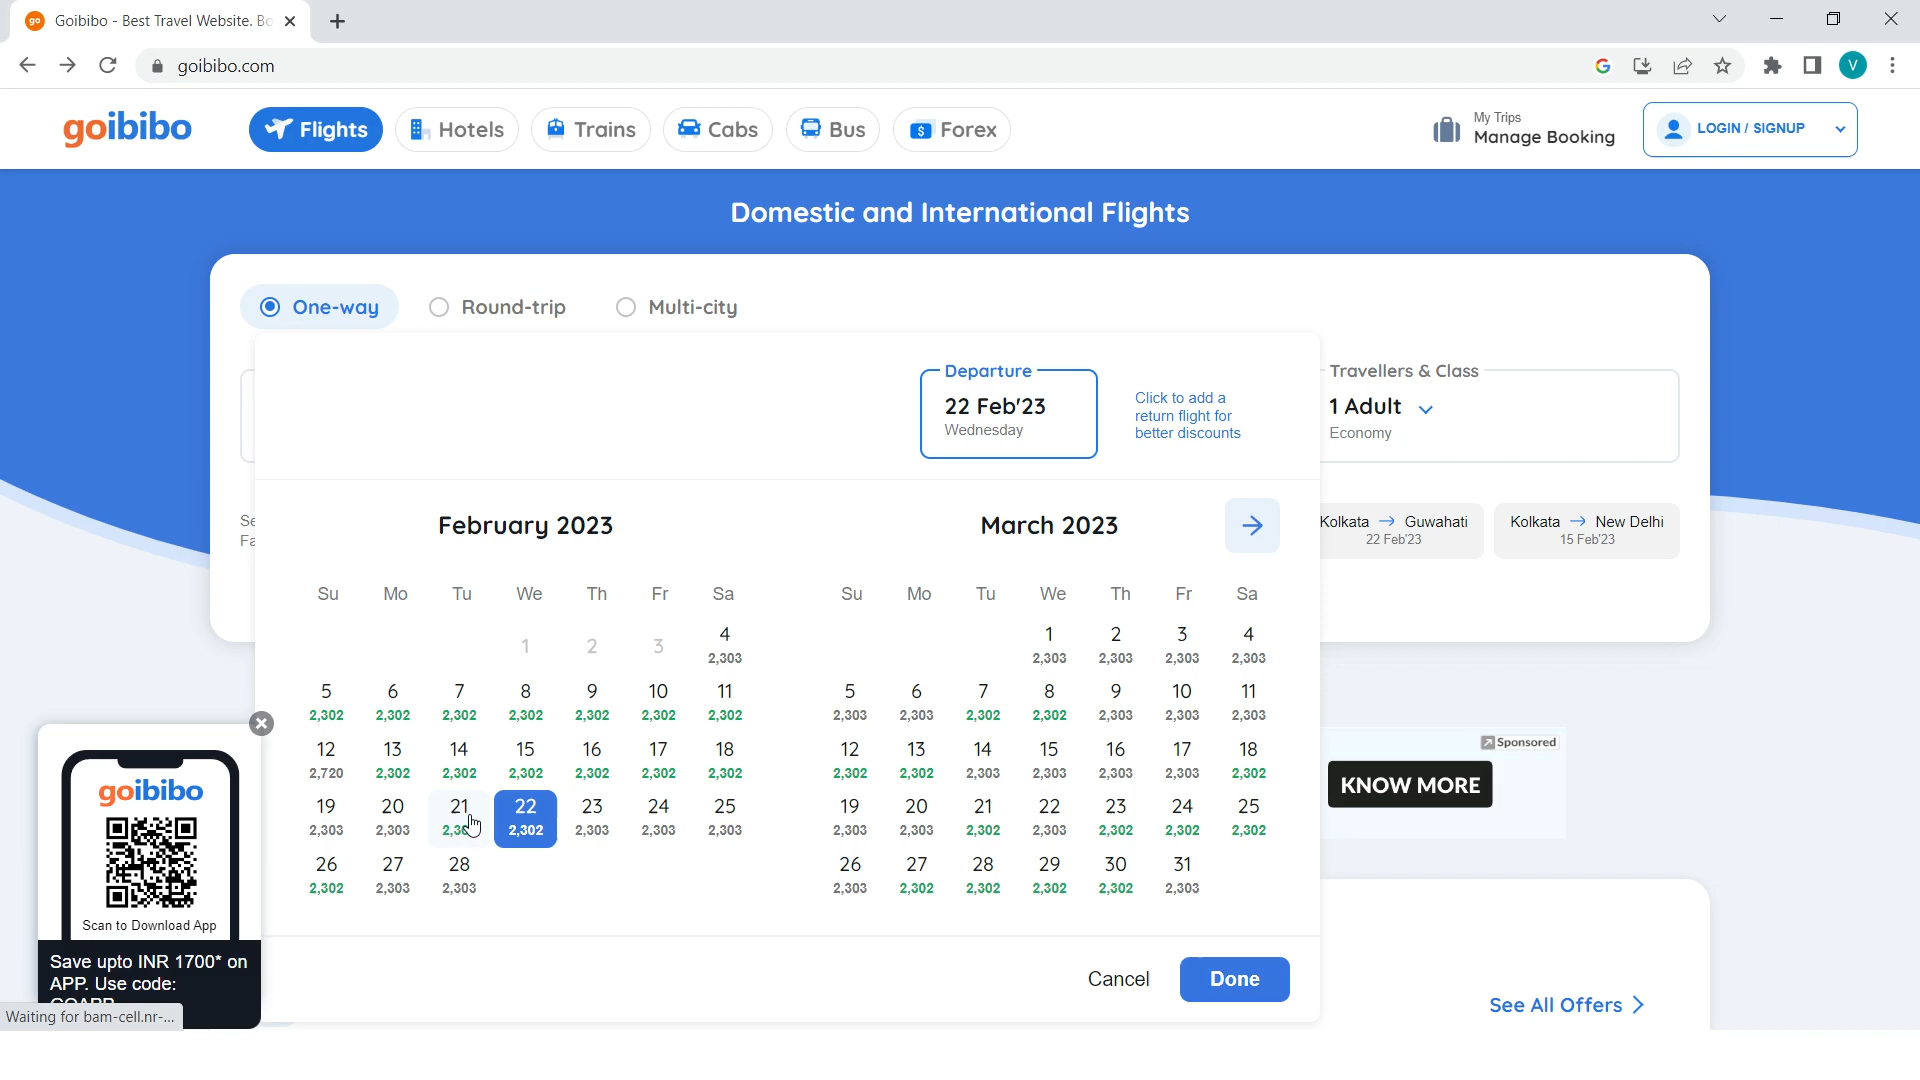 Goibibo - Best Travel Website. Bo
goibibo.com
V
goibibo
Flights
Hotels
Trains
Cabs
Bus
Forex
My Trips
Manage Booking
LOGIN / SIGNUP
Domestic and International Flights
One-way
Round-trip
Multi-city
Departure
22 Feb'23
Wednesday
Click to add a
return flight for
better discounts
Travellers & Class
1 Adult
Economy
Se
Fa
Kolkata → Guwahati
22 Feb'23
Kolkata → New Delhi
15 Feb'23
February 2023
Su Mo Tu We Th Fr Sa
1 2 3 4
2,303
5 6 7 8 9 10 11
2,302 2,302 2,302 2,302 2,302 2,302 2,302
12 13 14 15 16 17 18
2,720 2,302 2,302 2,302 2,302 2,302 2,302
19 20 21 22 23 24 25
2,303 2,303 2,302 2,303 2,303 2,303
26 27 28
2,302 2,303 2,303
March 2023
Su Mo Tu We Th Fr Sa
1 2 3 4
2,303 2,303 2,303 2,303
5 6 7 8 9 10 11
2,303 2,303 2,302 2,302 2,303 2,303 2,303
12 13 14 15 16 17 18
2,302 2,302 2,303 2,303 2,303 2,303 2,302
19 20 21 22 23 24 25
2,303 2,303 2,302 2,303 2,302 2,302 2,302
26 27 28 29 30 31
2,303 2,302 2,302 2,302 2,302 2,303
Cancel
Done
Sponsored
KNOW MORE
See All Offers
goibibo
Scan to Download App
Save upto INR 1700* on
APP. Use code:
Waiting for bam-cell.nr-...